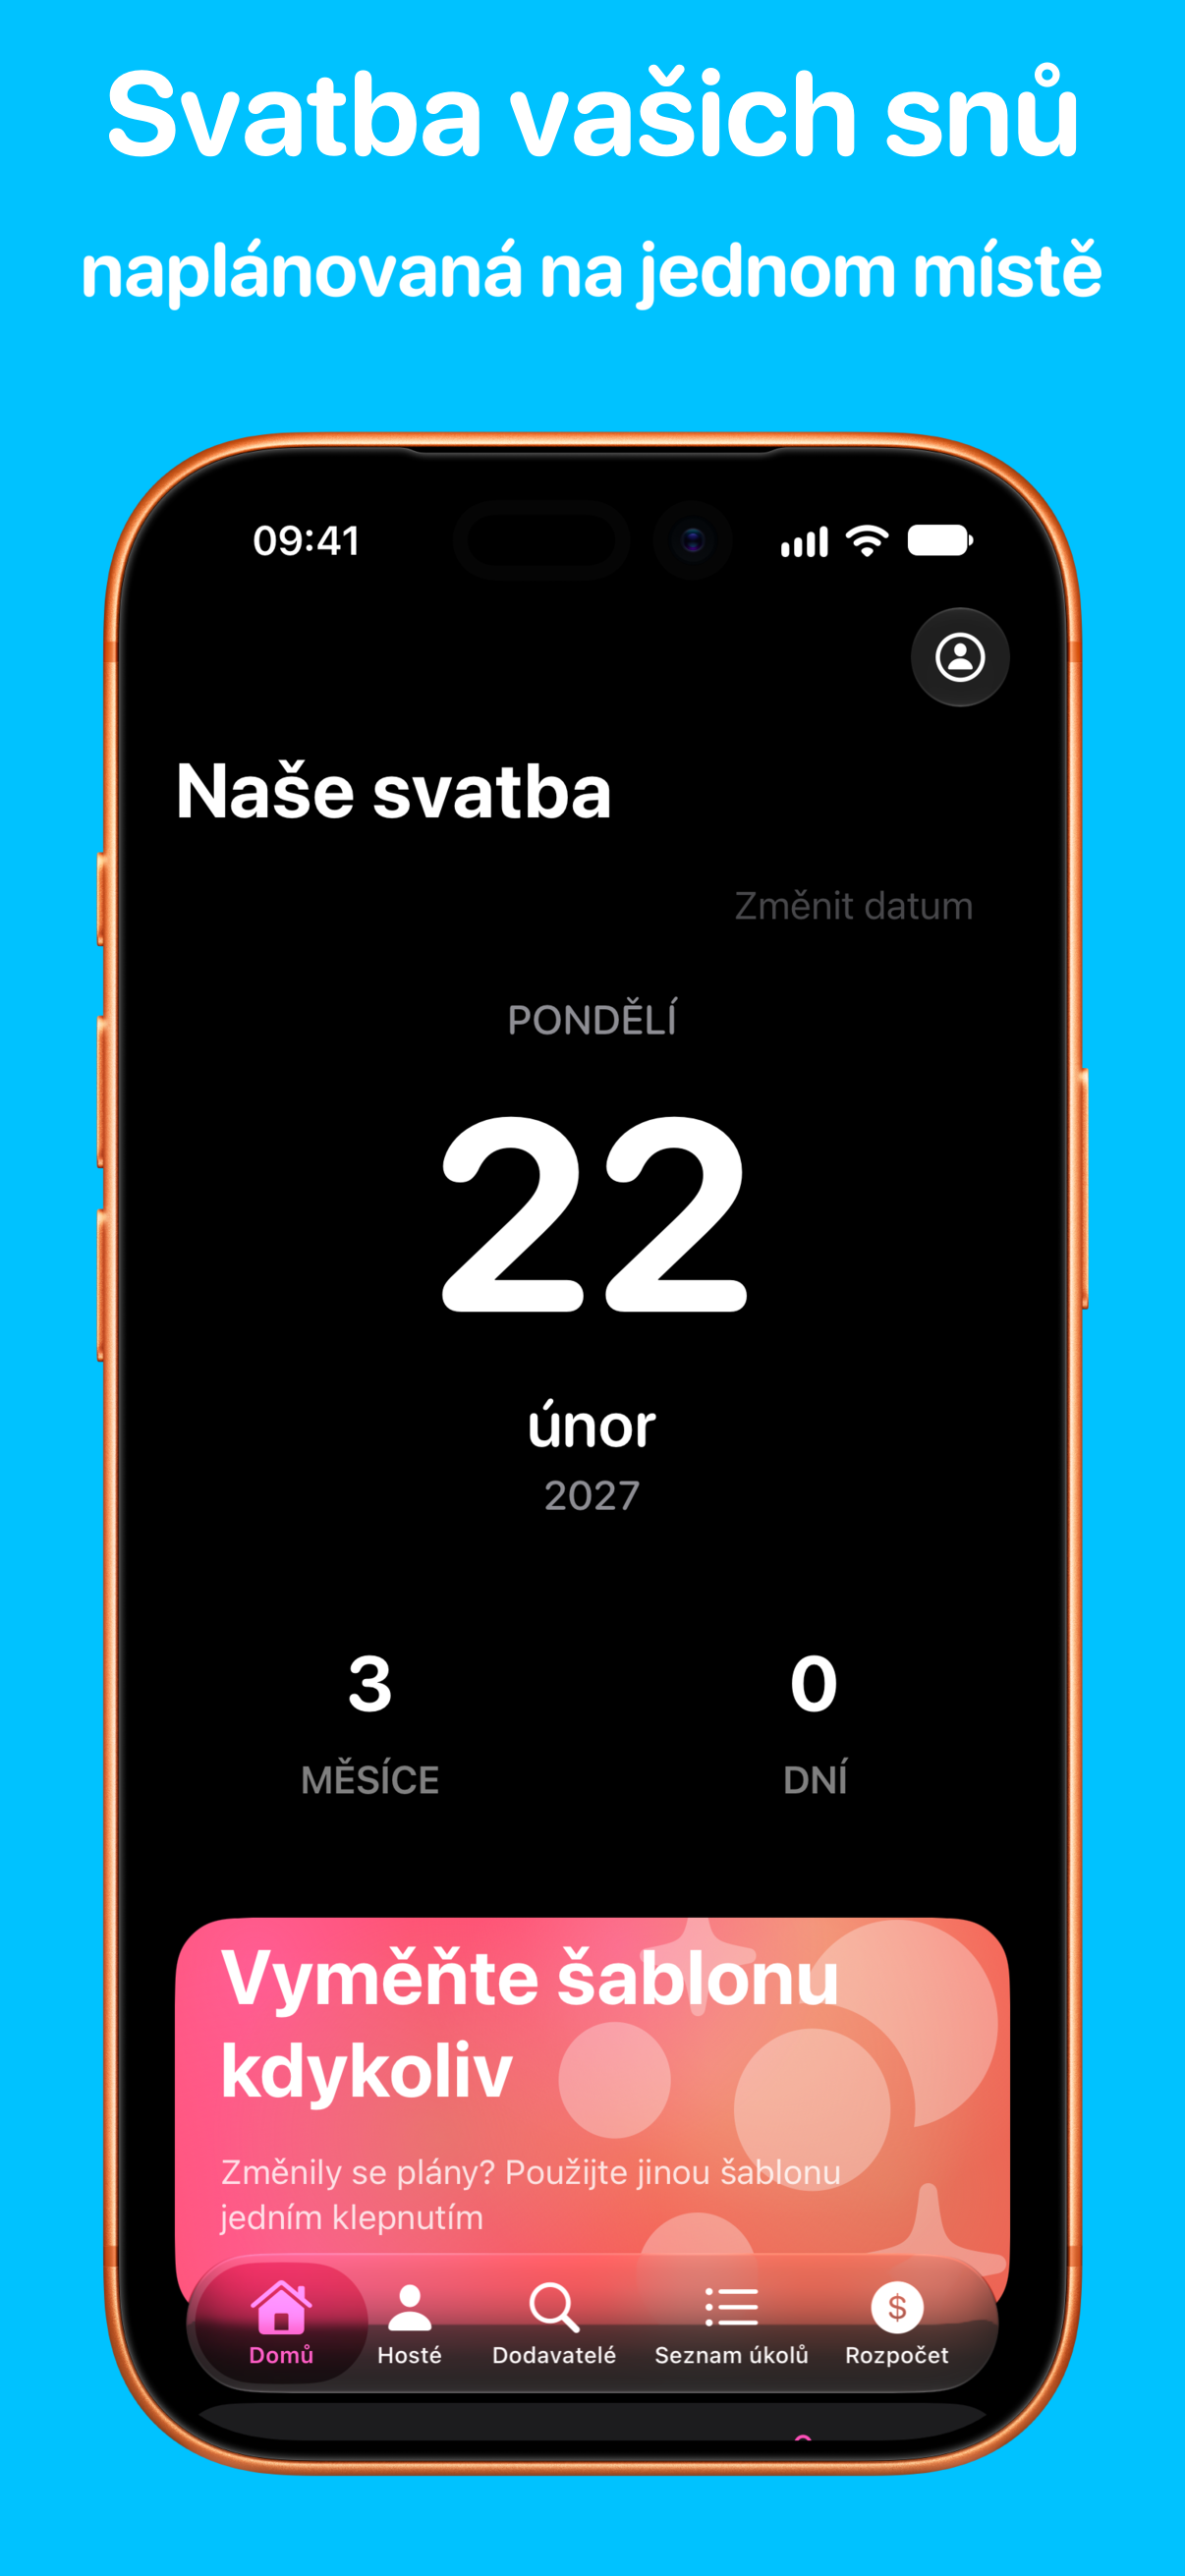 Svatba vašich snů
naplánovaná na jednom místě
09:41
Naše svatba
Změnit datum
PONDĚLÍ
22
únor
2027
3
0
MĚSÍCE
DNÍ
Vyměňte šablonu
kdykoliv
Změnily se plány? Použijte jinou šablonu
jedním klepnutím
Domů
Hosté
Dodavatelé
Seznam úkolů
Rozpočet